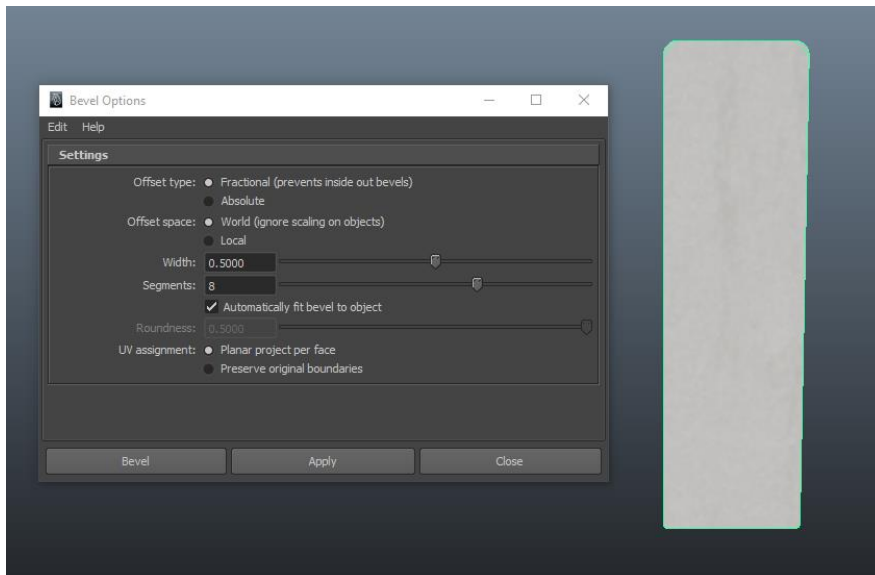 Bevel Options
Edit Help
Settings
Offset type: Fractional (prevents inside out bevels)
Absolute
Offset space: World (ignore scaling on objects)
Local
Width: 0.5000
Segments: 8
Automatically fit bevel to object
Roundness: 0.5000
UV assignment: Planar project per face
Preserve original boundaries
Bevel Apply Close